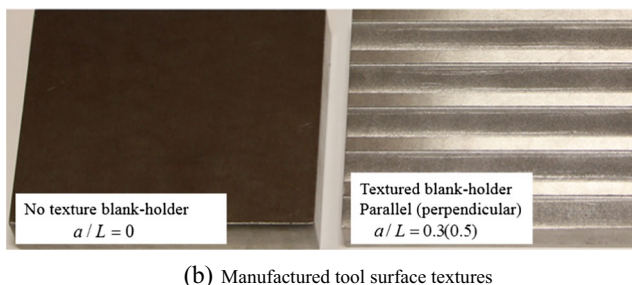 No texture blank-holder
a / L = 0
Textured blank-holder
Parallel (perpendicular)
a / L = 0.3(0.5)
(b) Manufactured tool surface textures